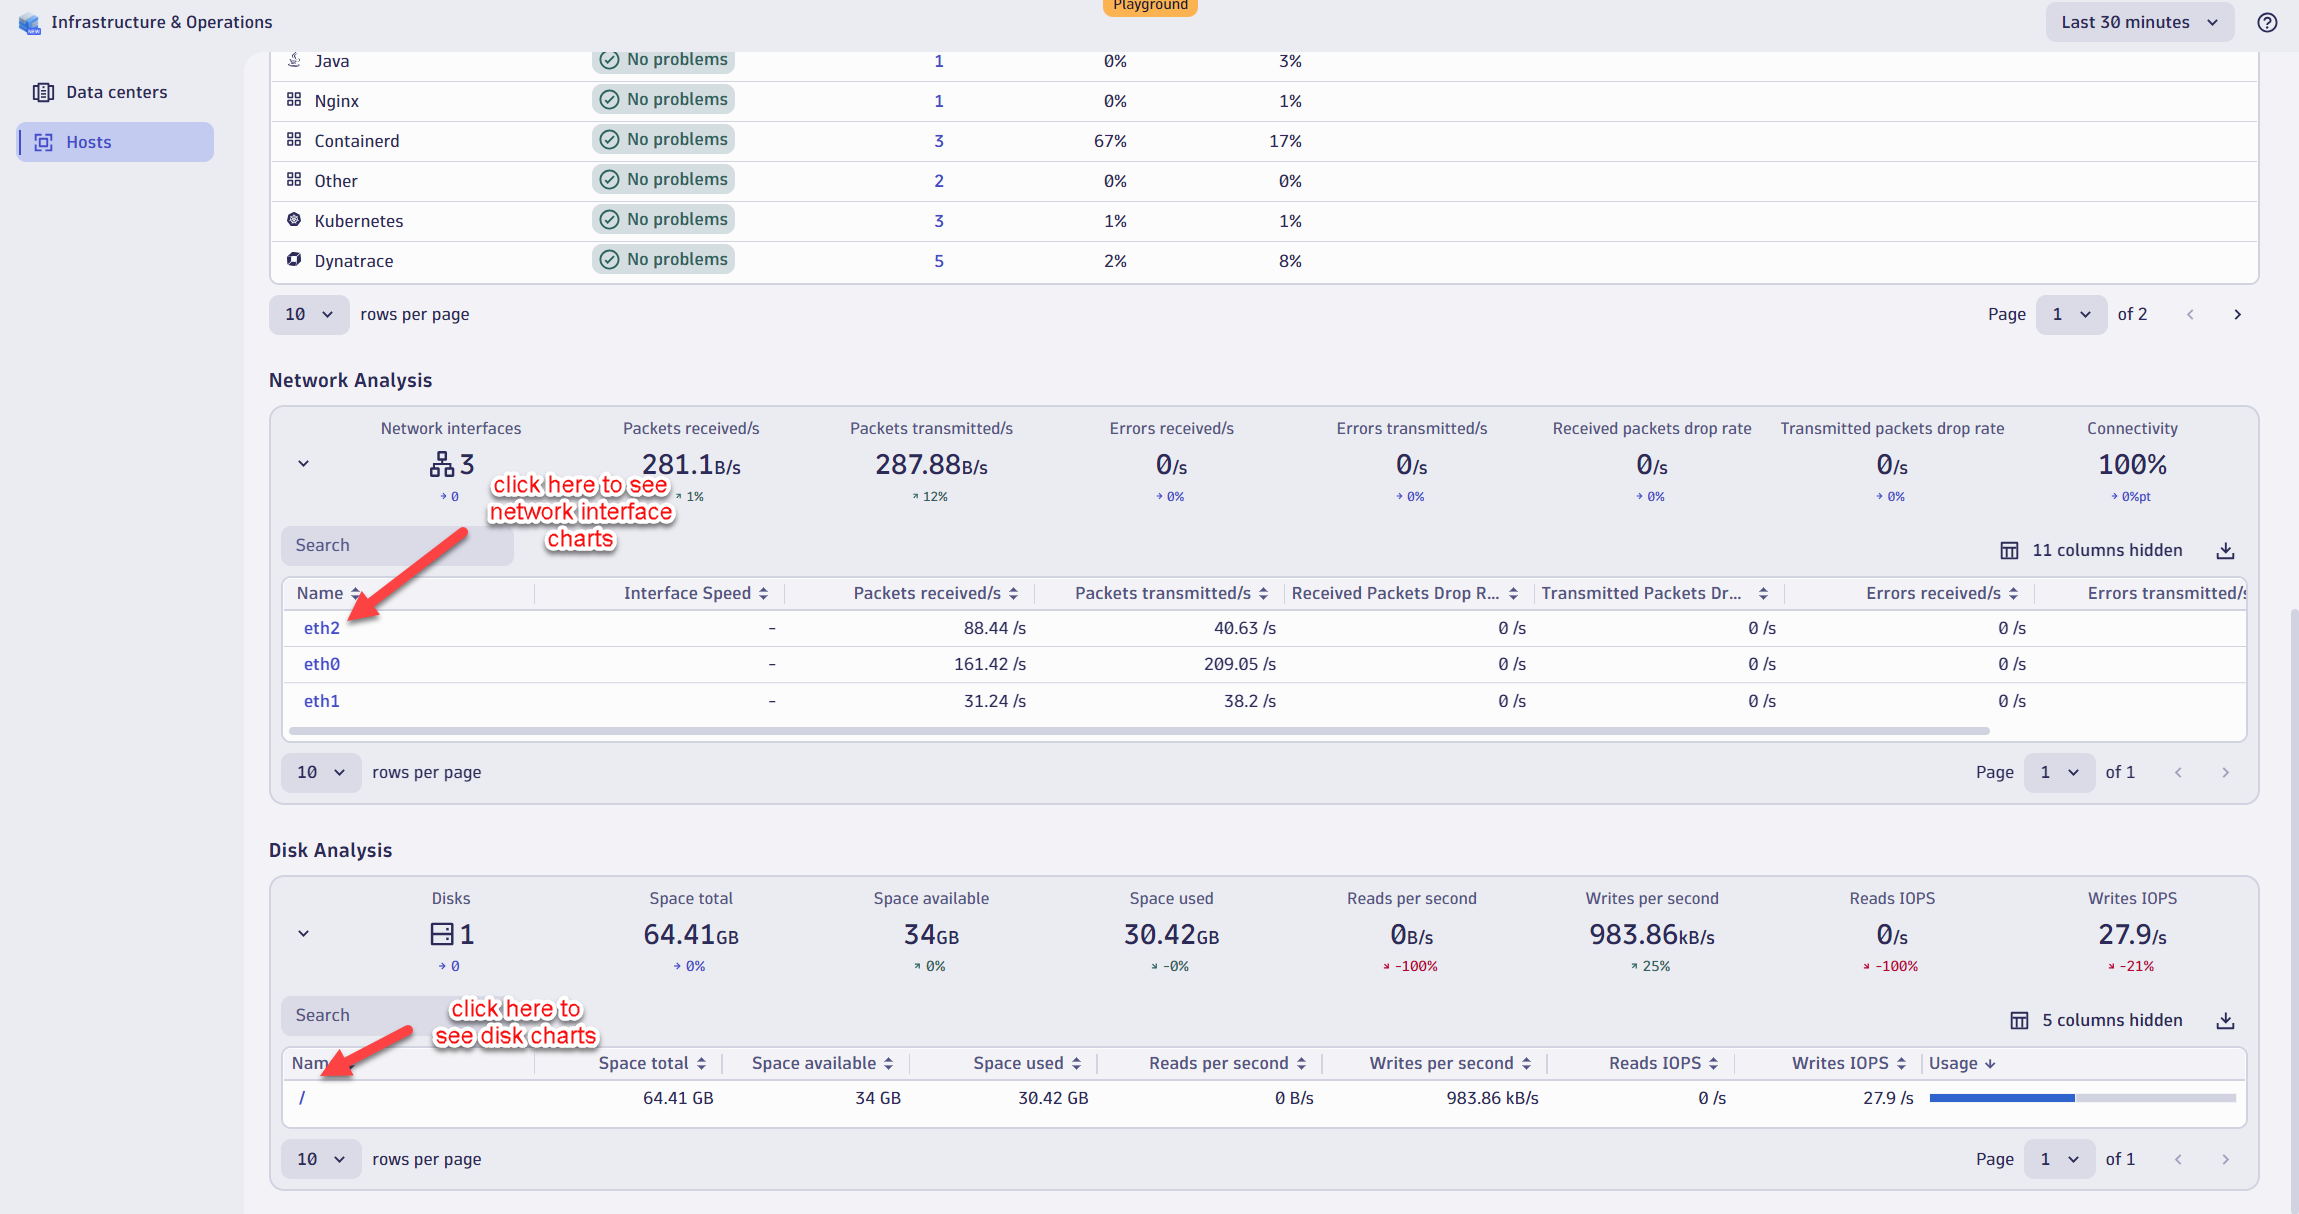 Infrastructure & Operations
Playground
Last 30 minutes
Data centers
Hosts
Java No problems 1 0% 3%
Nginx No problems 1 0% 1%
Containerd No problems 3 67% 17%
Other No problems 2 0% 0%
Kubernetes No problems 3 1% 1%
Dynatrace No problems 5 2% 8%
10 rows per page Page 1 of 2
Network Analysis
Network interfaces Packets received/s Packets transmitted/s Errors received/s Errors transmitted/s Received packets drop rate Transmitted packets drop rate Connectivity
3 281.1B/s 287.88B/s 0/s 0/s 0/s 0/s 100%
0 1% 12% 0% 0% 0% 0% 0%pt
click here to see
network interface
charts
Search 11 columns hidden
Name Interface Speed Packets received/s Packets transmitted/s Received Packets Drop R... Transmitted Packets Dr... Errors received/s Errors transmitted/s
eth2 - 88.44 /s 40.63 /s 0 /s 0 /s 0 /s
eth0 - 161.42 /s 209.05 /s 0 /s 0 /s 0 /s
eth1 - 31.24 /s 38.2 /s 0 /s 0 /s 0 /s
10 rows per page Page 1 of 1
Disk Analysis
Disks Space total Space available Space used Reads per second Writes per second Reads IOPS Writes IOPS
1 64.41GB 34GB 30.42GB 0B/s 983.86kB/s 0/s 27.9/s
0 0% 0% -0% -100% 25% -100% -21%
click here to
see disk charts
Search 5 columns hidden
Name Space total Space available Space used Reads per second Writes per second Reads IOPS Writes IOPS Usage
/ 64.41 GB 34 GB 30.42 GB 0 B/s 983.86 kB/s 0 /s 27.9 /s
10 rows per page Page 1 of 1